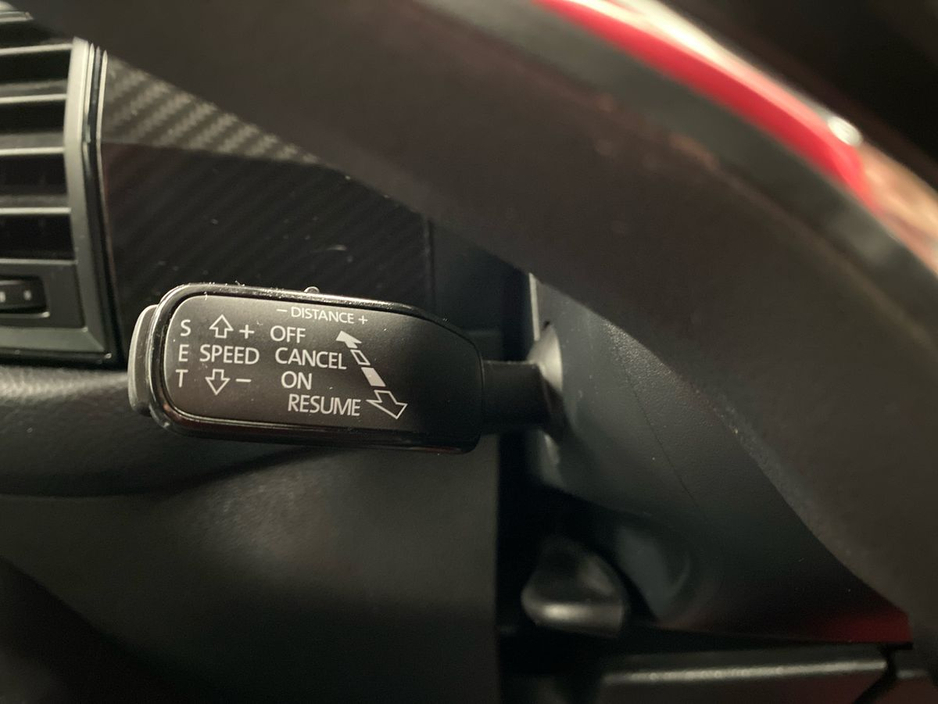 − DISTANCE +
S + OFF
E SPEED CANCEL
T − ON
RESUME